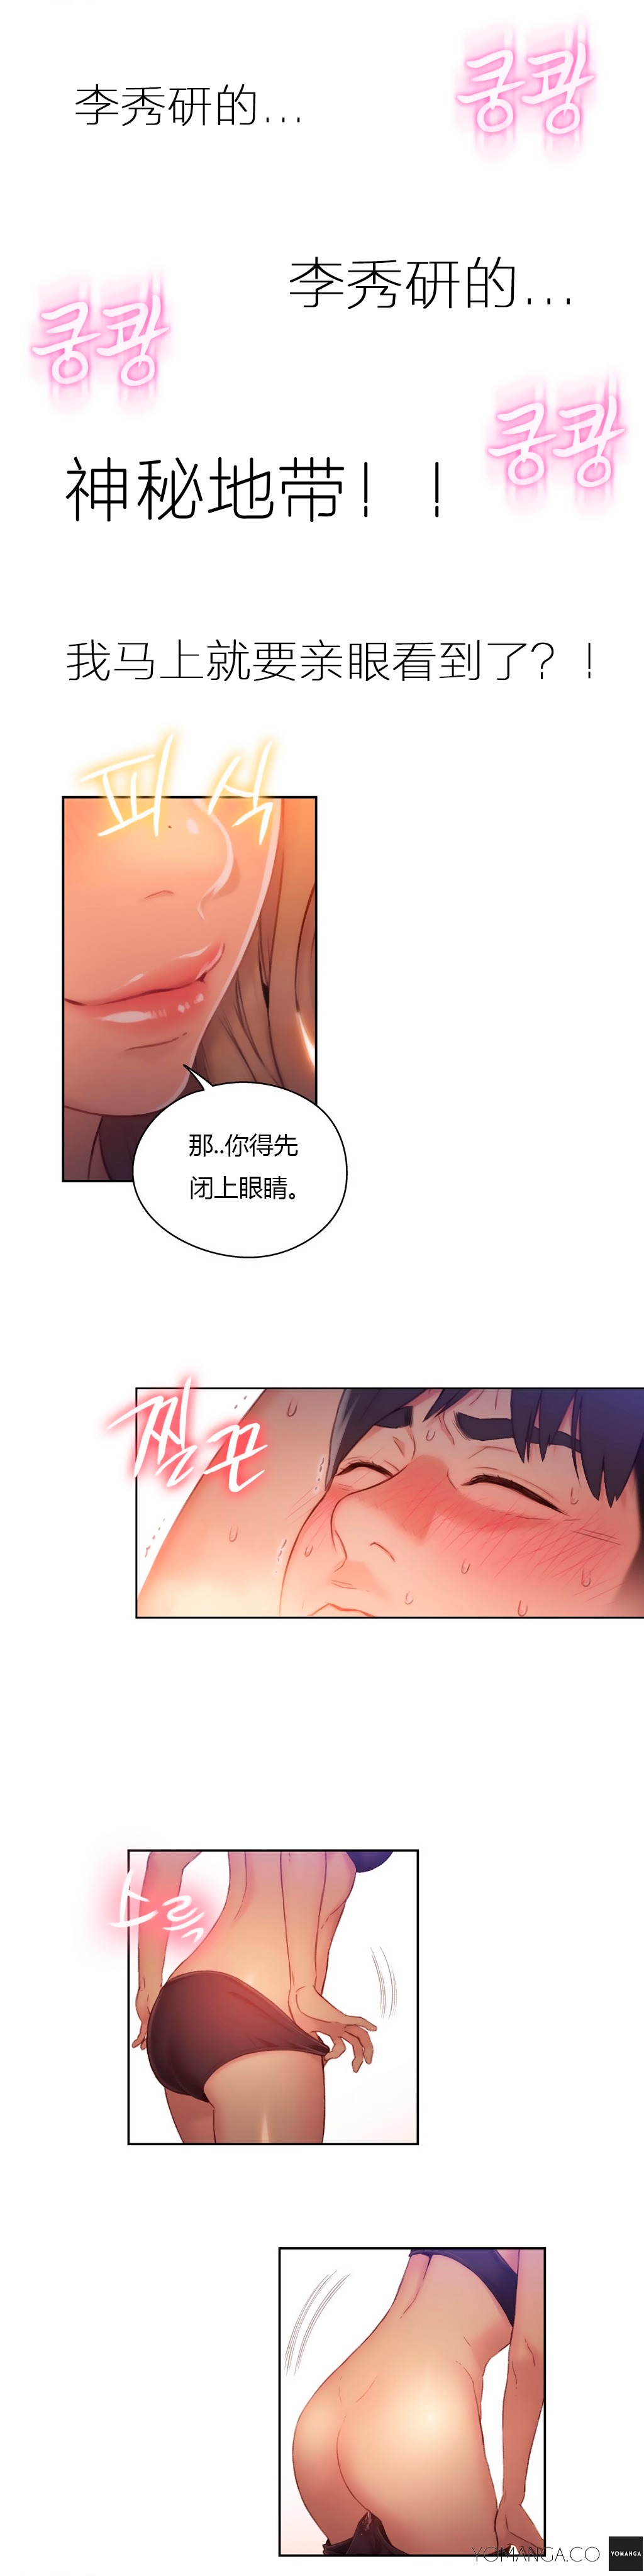 쿵쾅
李秀研的...
李秀研的...
쿵쾅
쿵쾅
神秘地带！！
我马上就要亲眼看到了？！
피식
那..你得先
闭上眼睛。
찔끈
스륵
YOMANGA.CO
YOMANGA